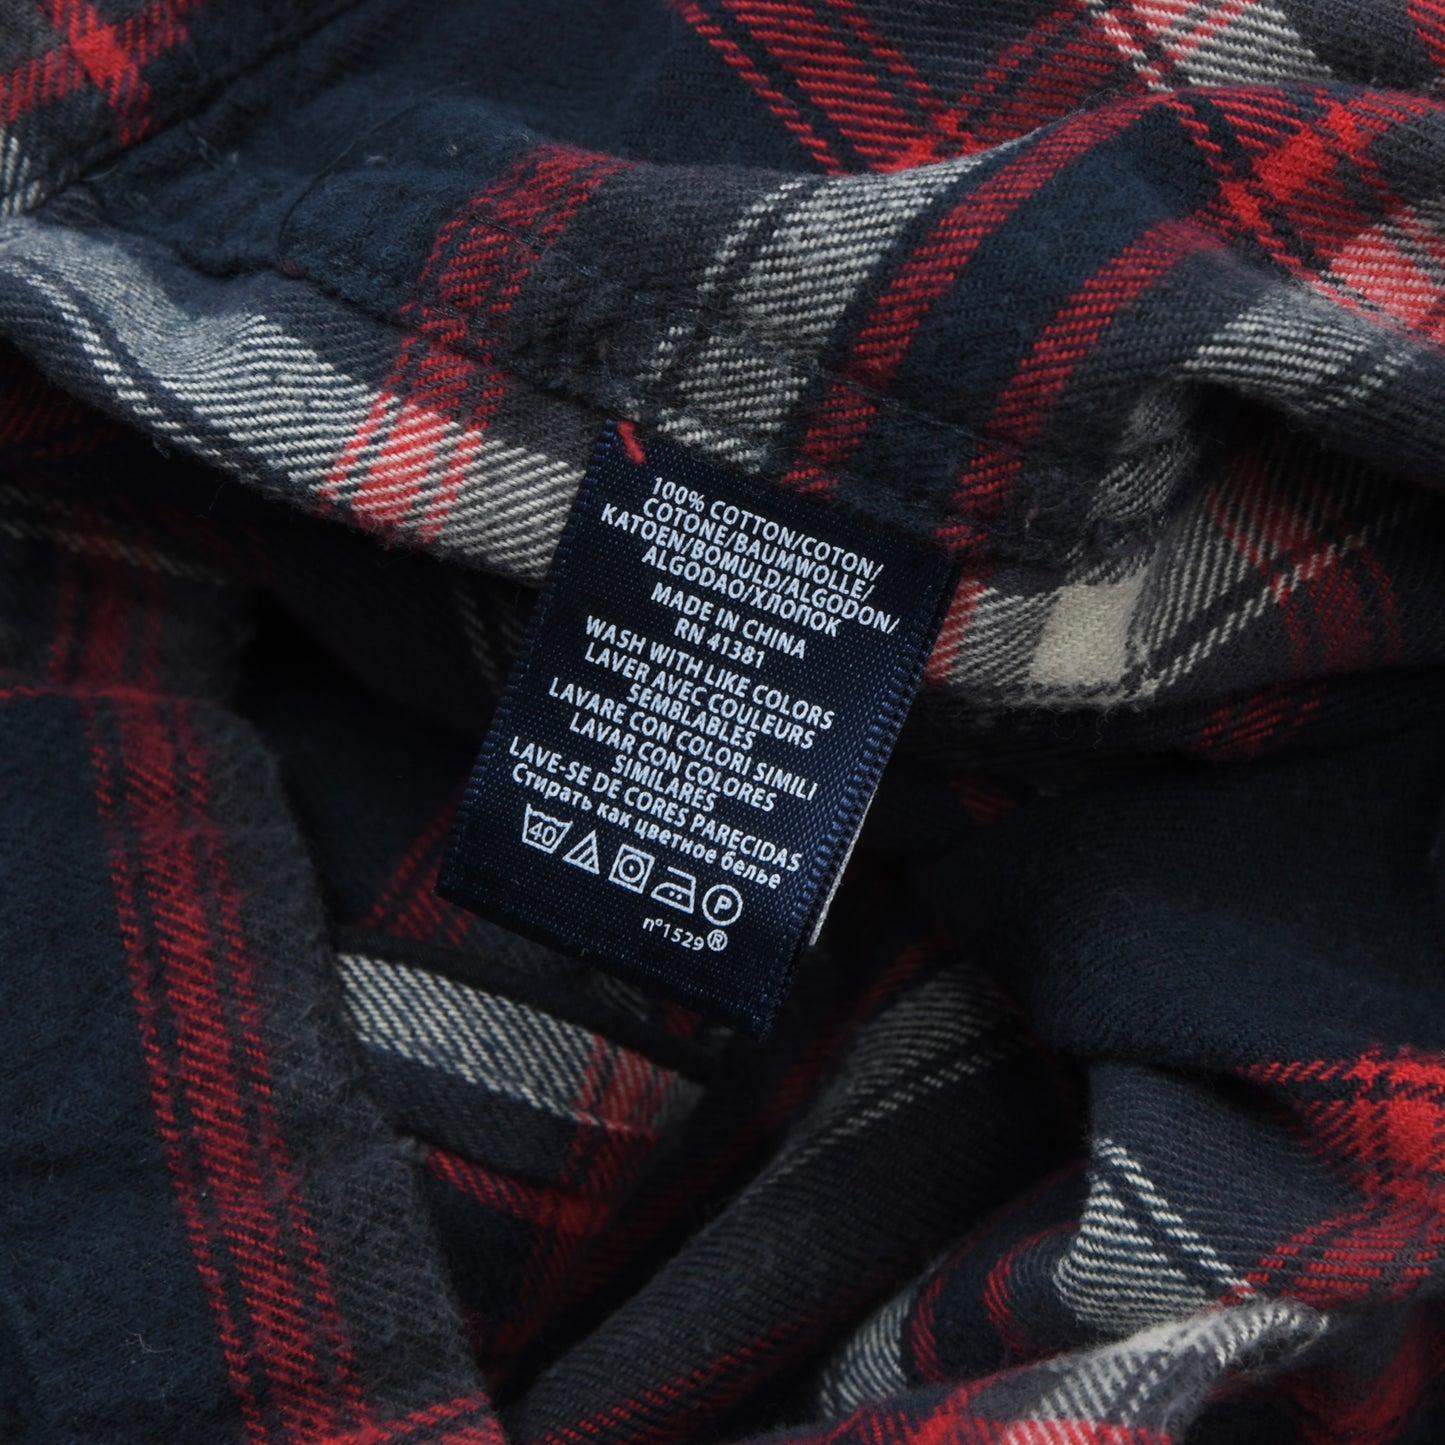 100% COTTON/COTON/
COTONE/BAUMWOLLE/
KATOEN/BOMULD/ALGODON/
ALGODAO/ХЛОПОК
MADE IN CHINA
RN 41381
WASH WITH LIKE COLORS
LAVER AVEC COULEURS
SEMBLABLES
LAVARE CON COLORI SIMILI
LAVAR CON COLORES
SIMILARES
LAVE-SE DE CORES PARECIDAS
Стирать как цветное белье
40 P
nº1529®